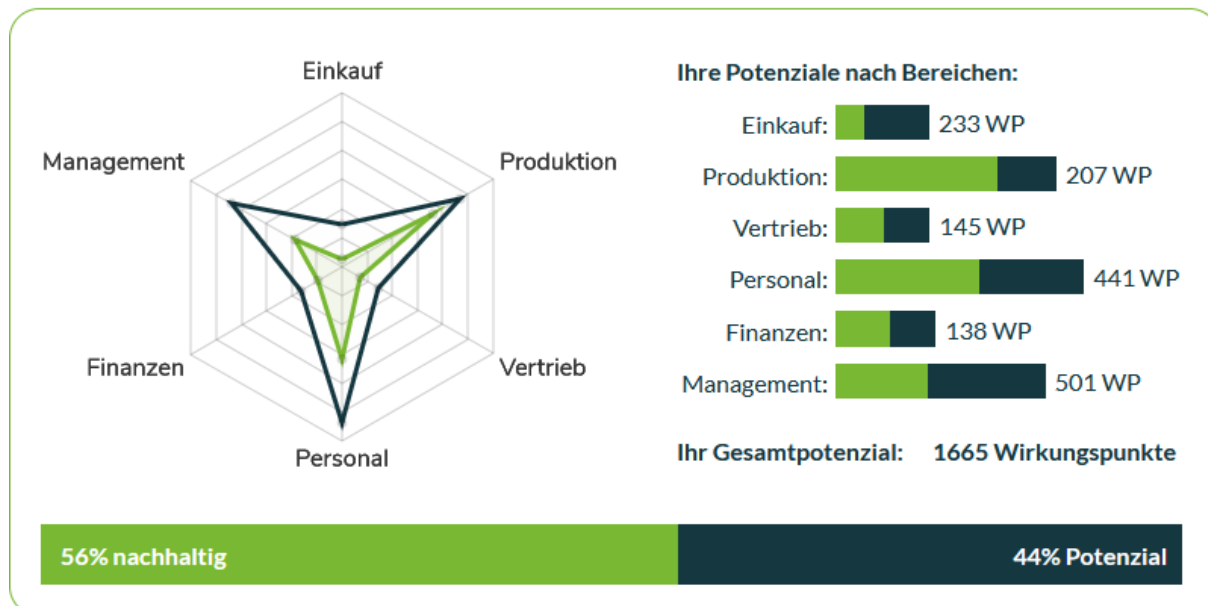 Einkauf
Management
Produktion
Finanzen
Vertrieb
Personal
Ihre Potenziale nach Bereichen:
Einkauf: 233 WP
Produktion: 207 WP
Vertrieb: 145 WP
Personal: 441 WP
Finanzen: 138 WP
Management: 501 WP
Ihr Gesamtpotenzial: 1665 Wirkungspunkte
56% nachhaltig 44% Potenzial